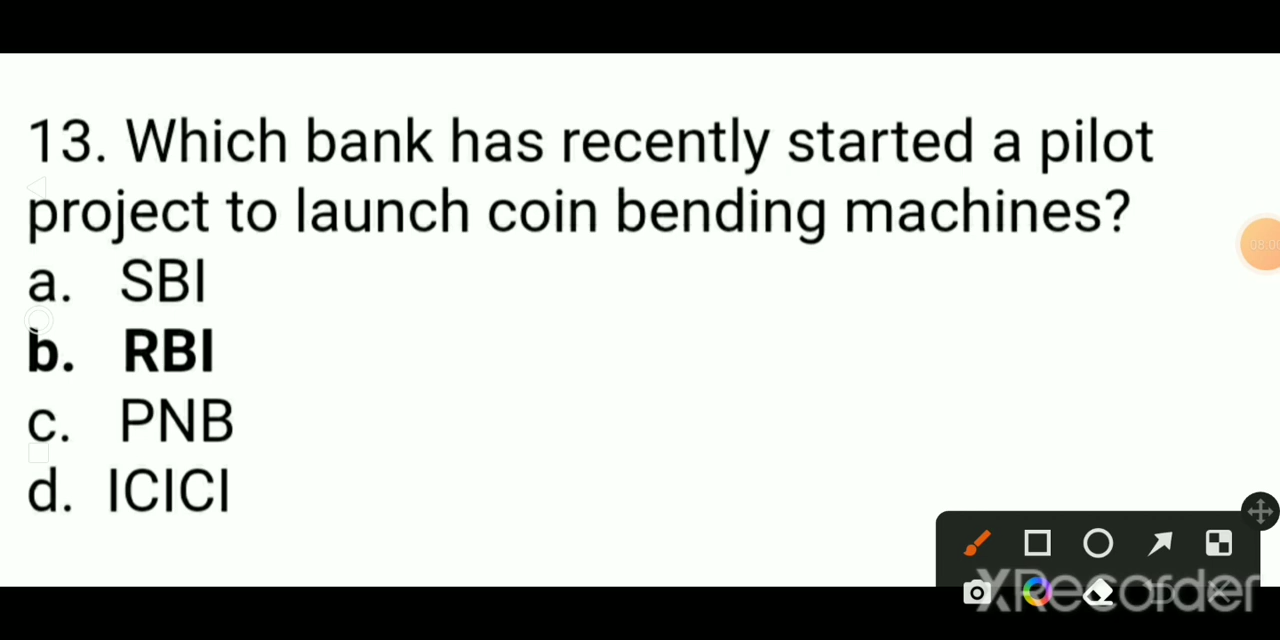 13. Which bank has recently started a pilot
project to launch coin bending machines?
a. SBI
b. RBI
c. PNB
d. ICICI
XRecorder